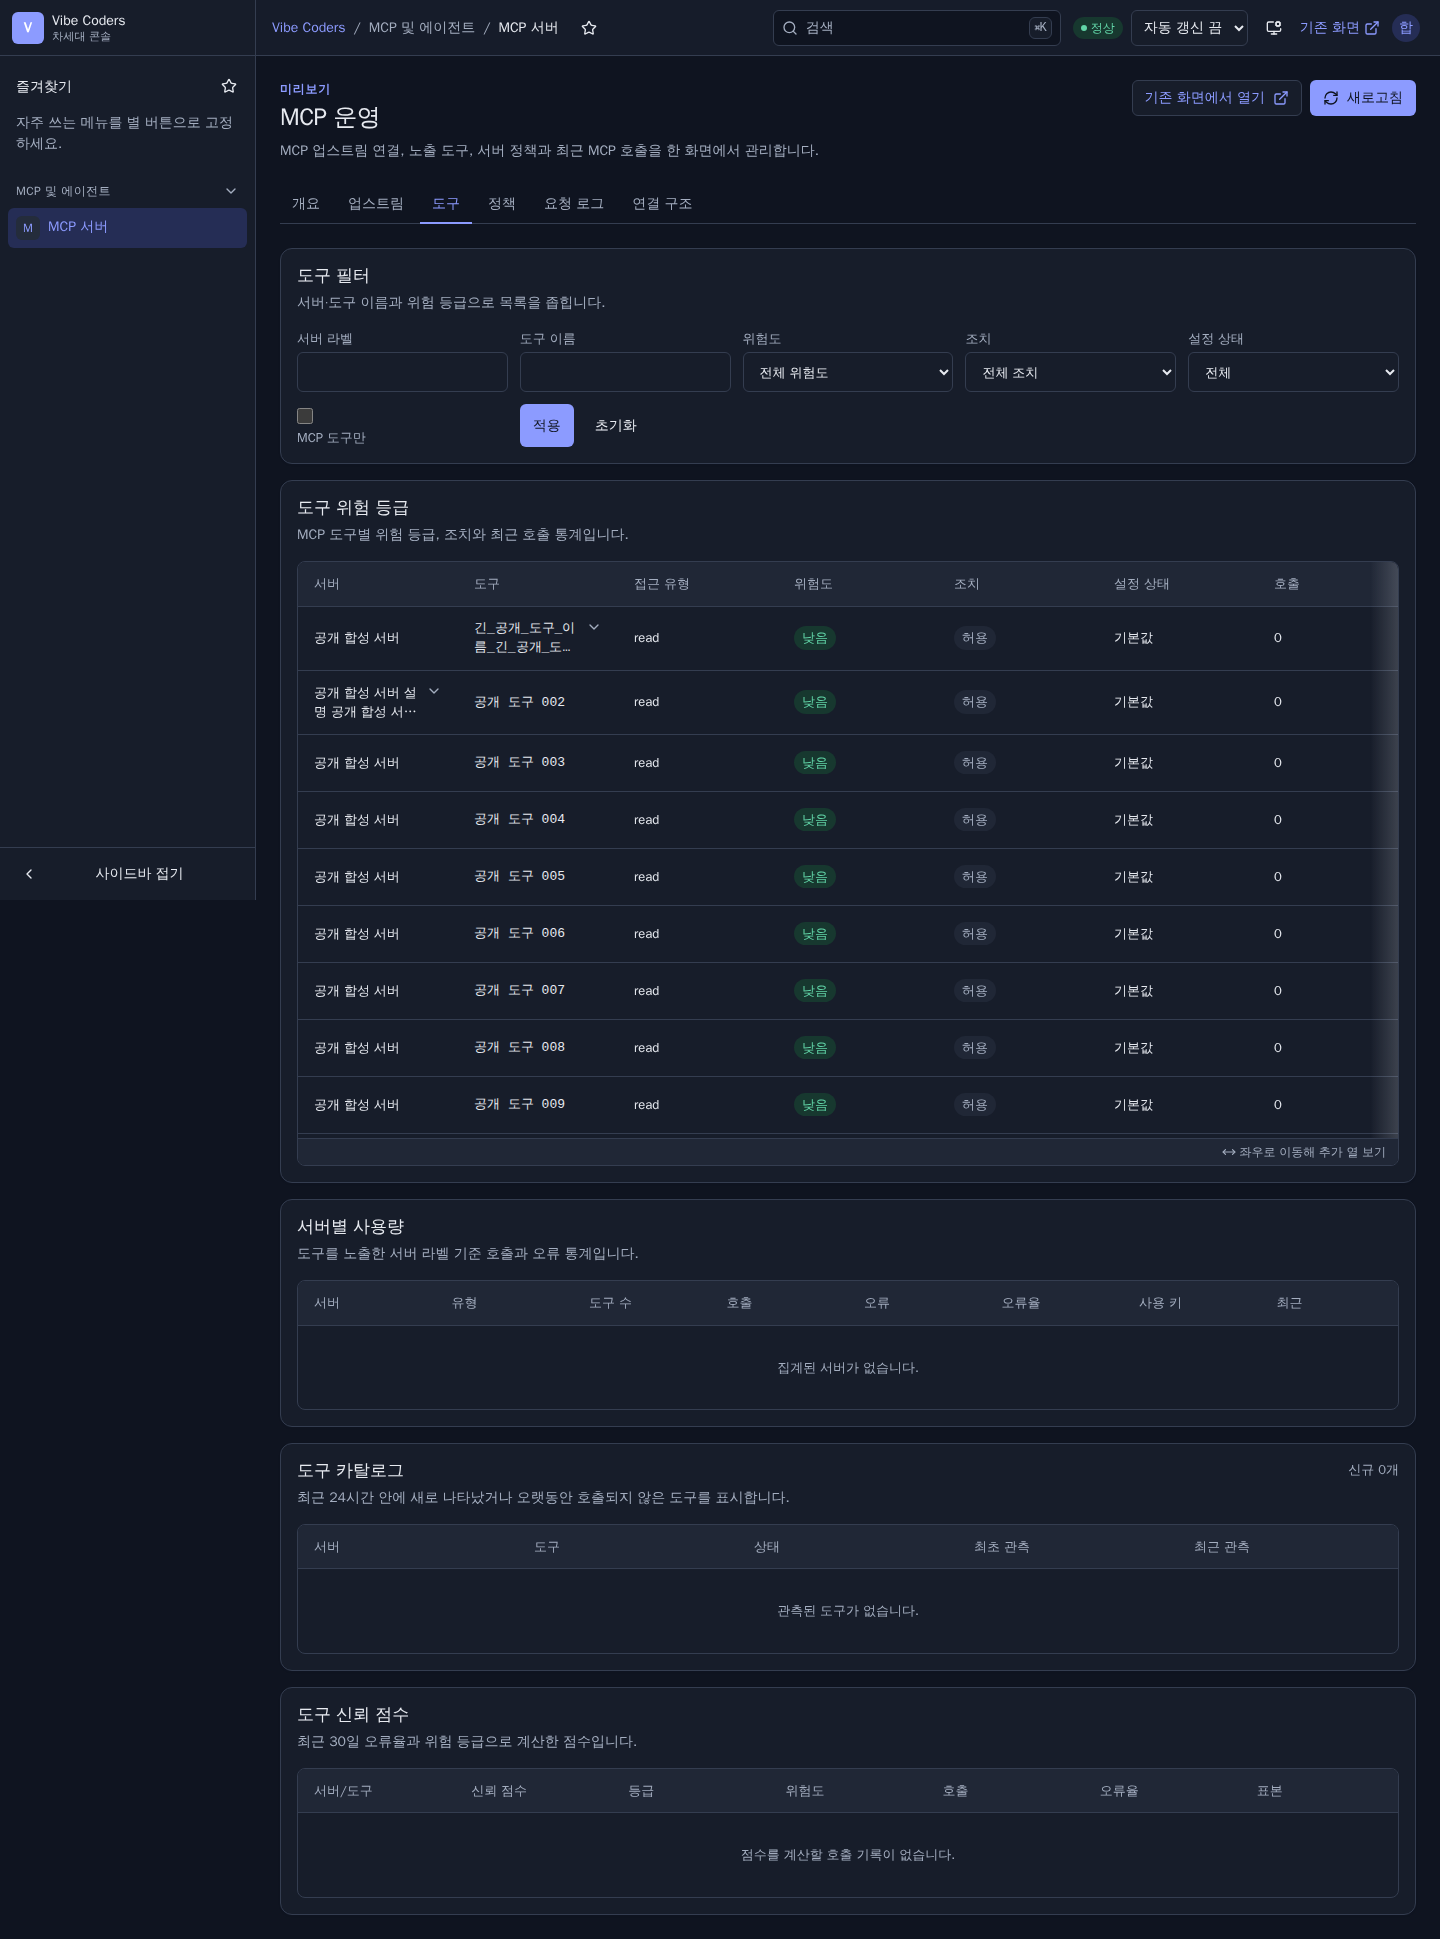 V
Vibe Coders
차세대 콘솔
Vibe Coders / MCP 및 에이전트 / MCP 서버
검색
⌘K
정상
자동 갱신 끔
기존 화면
합
즐겨찾기
자주 쓰는 메뉴를 별 버튼으로 고정
하세요.
MCP 및 에이전트
M MCP 서버
사이드바 접기
미리보기
MCP 운영
MCP 업스트림 연결, 노출 도구, 서버 정책과 최근 MCP 호출을 한 화면에서 관리합니다.
기존 화면에서 열기
새로고침
개요 업스트림 도구 정책 요청 로그 연결 구조
도구 필터
서버·도구 이름과 위험 등급으로 목록을 좁힙니다.
서버 라벨 도구 이름 위험도 조치 설정 상태
전체 위험도 전체 조치 전체
MCP 도구만
적용 초기화
도구 위험 등급
MCP 도구별 위험 등급, 조치와 최근 호출 통계입니다.
서버 도구 접근 유형 위험도 조치 설정 상태 호출
공개 합성 서버 긴_공개_도구_이
름_긴_공개_도… read 낮음 허용 기본값 0
공개 합성 서버 설
명 공개 합성 서… 공개 도구 002 read 낮음 허용 기본값 0
공개 합성 서버 공개 도구 003 read 낮음 허용 기본값 0
공개 합성 서버 공개 도구 004 read 낮음 허용 기본값 0
공개 합성 서버 공개 도구 005 read 낮음 허용 기본값 0
공개 합성 서버 공개 도구 006 read 낮음 허용 기본값 0
공개 합성 서버 공개 도구 007 read 낮음 허용 기본값 0
공개 합성 서버 공개 도구 008 read 낮음 허용 기본값 0
공개 합성 서버 공개 도구 009 read 낮음 허용 기본값 0
↔ 좌우로 이동해 추가 열 보기
서버별 사용량
도구를 노출한 서버 라벨 기준 호출과 오류 통계입니다.
서버 유형 도구 수 호출 오류 오류율 사용 키 최근
집계된 서버가 없습니다.
도구 카탈로그
신규 0개
최근 24시간 안에 새로 나타났거나 오랫동안 호출되지 않은 도구를 표시합니다.
서버 도구 상태 최초 관측 최근 관측
관측된 도구가 없습니다.
도구 신뢰 점수
최근 30일 오류율과 위험 등급으로 계산한 점수입니다.
서버/도구 신뢰 점수 등급 위험도 호출 오류율 표본
점수를 계산할 호출 기록이 없습니다.